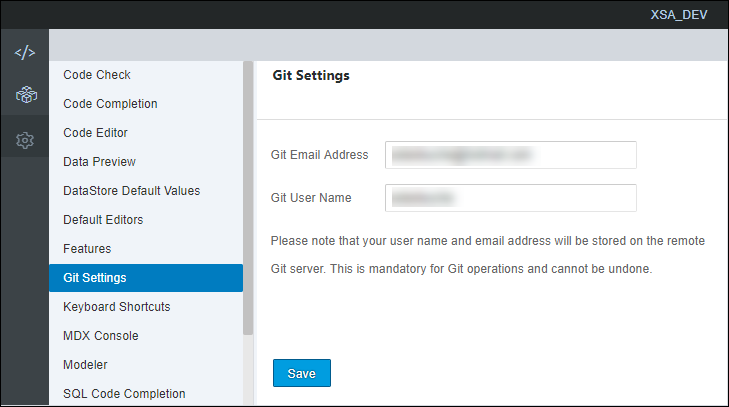 XSA_DEV
Code Check
Code Completion
Code Editor
Data Preview
DataStore Default Values
Default Editors
Features
Git Settings
Keyboard Shortcuts
MDX Console
Modeler
SQL Code Completion
Git Settings
Git Email Address
Git User Name
Please note that your user name and email address will be stored on the remote
Git server. This is mandatory for Git operations and cannot be undone.
Save